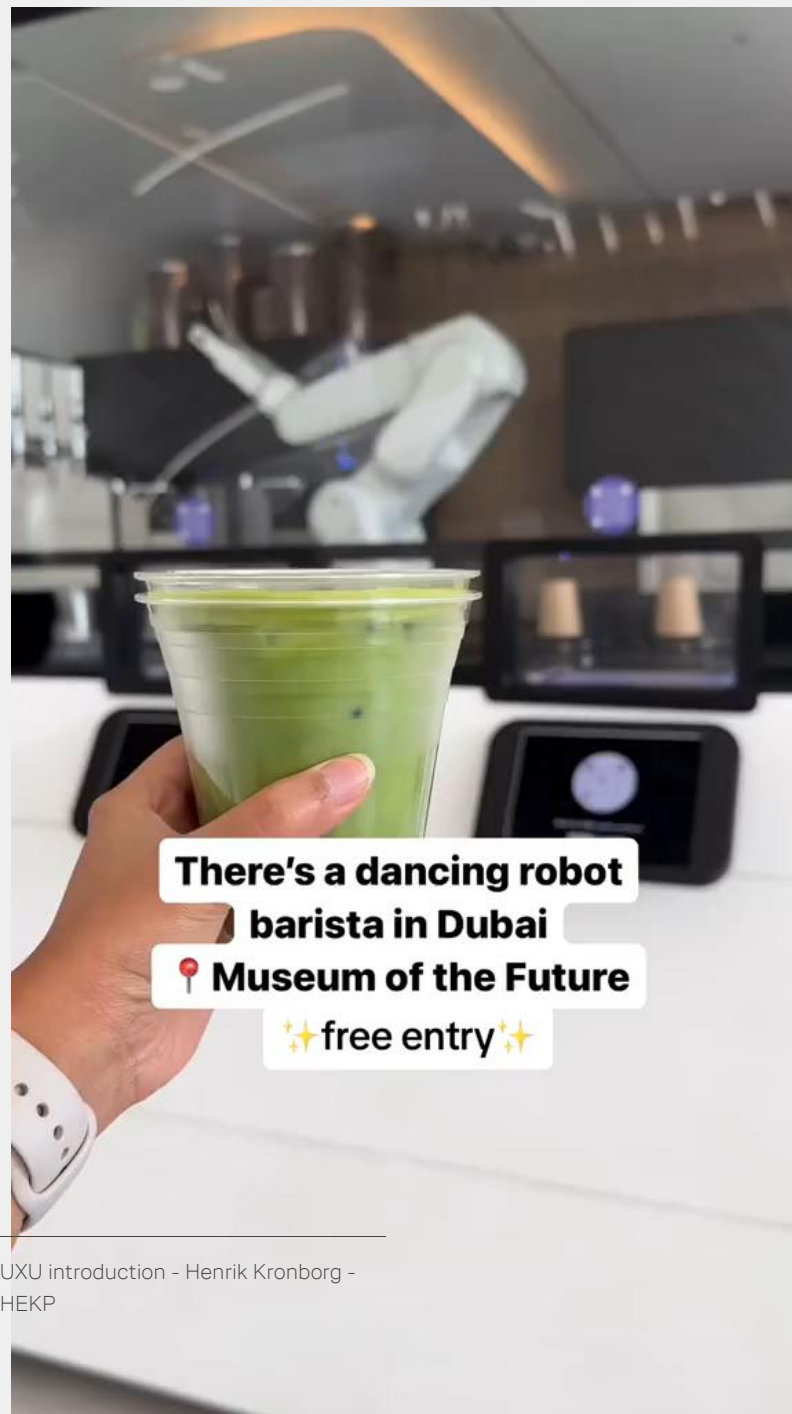 There's a dancing robot
barista in Dubai
📍Museum of the Future
✨free entry✨
UXU introduction - Henrik Kronborg -
HEKP